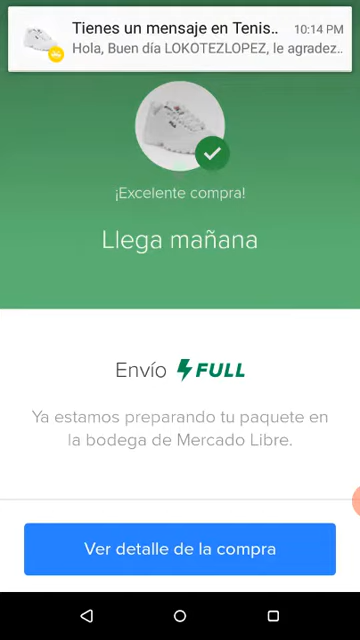 Tienes un mensaje en Tenis.. 10:14 PM
Hola, Buen día LOKOTEZLOPEZ, le agradez..
¡Excelente compra!
Llega mañana
Envío FULL
Ya estamos preparando tu paquete en
la bodega de Mercado Libre.
Ver detalle de la compra